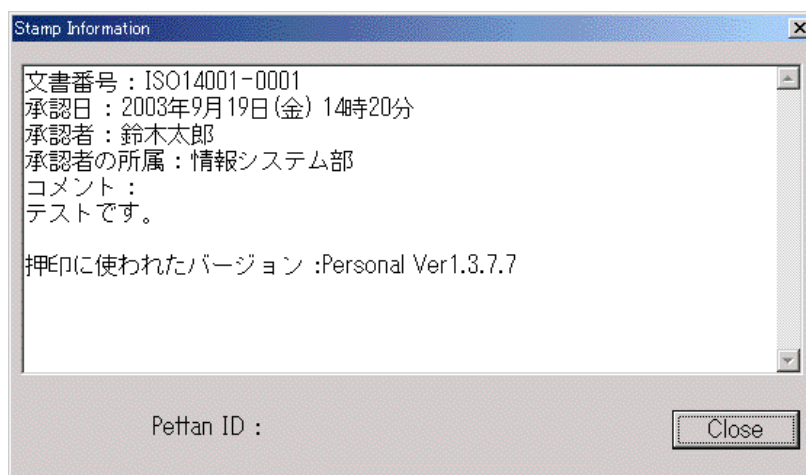 Stamp Information
文書番号：ISO14001-0001
承認日：2003年9月19日(金) 14時20分
承認者：鈴木太郎
承認者の所属：情報システム部
コメント：
テストです。
押印に使われたバージョン :Personal Ver1.3.7.7
Pettan ID :
Close